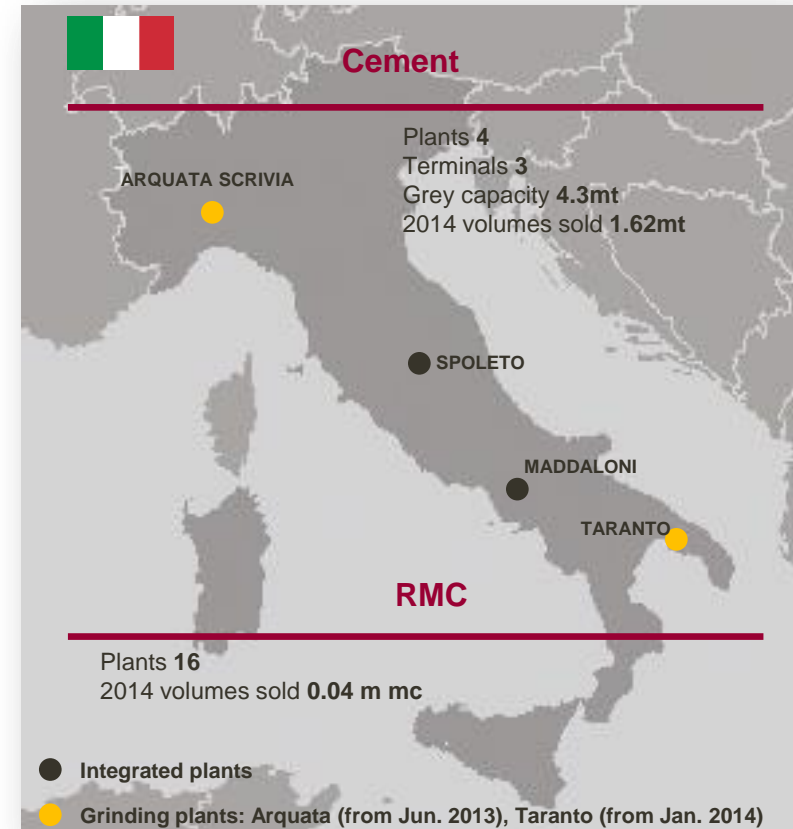 Cement
Plants 4
Terminals 3
Grey capacity 4.3mt
2014 volumes sold 1.62mt
ARQUATA SCRIVIA
SPOLETO
MADDALONI
TARANTO
RMC
Plants 16
2014 volumes sold 0.04 m mc
Integrated plants
Grinding plants: Arquata (from Jun. 2013), Taranto (from Jan. 2014)